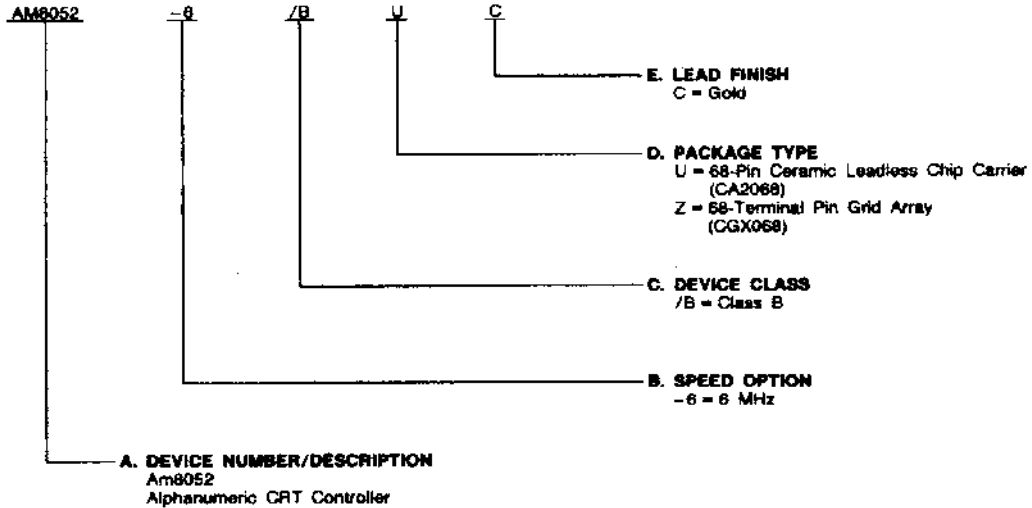 AM8052 -6 /B U C
E. LEAD FINISH
C = Gold
D. PACKAGE TYPE
U = 68-Pin Ceramic Leadless Chip Carrier
(CA2068)
Z = 68-Terminal Pin Grid Array
(CGX068)
C. DEVICE CLASS
/B = Class B
B. SPEED OPTION
-6 = 6 MHz
A. DEVICE NUMBER/DESCRIPTION
Am8052
Alphanumeric CRT Controller